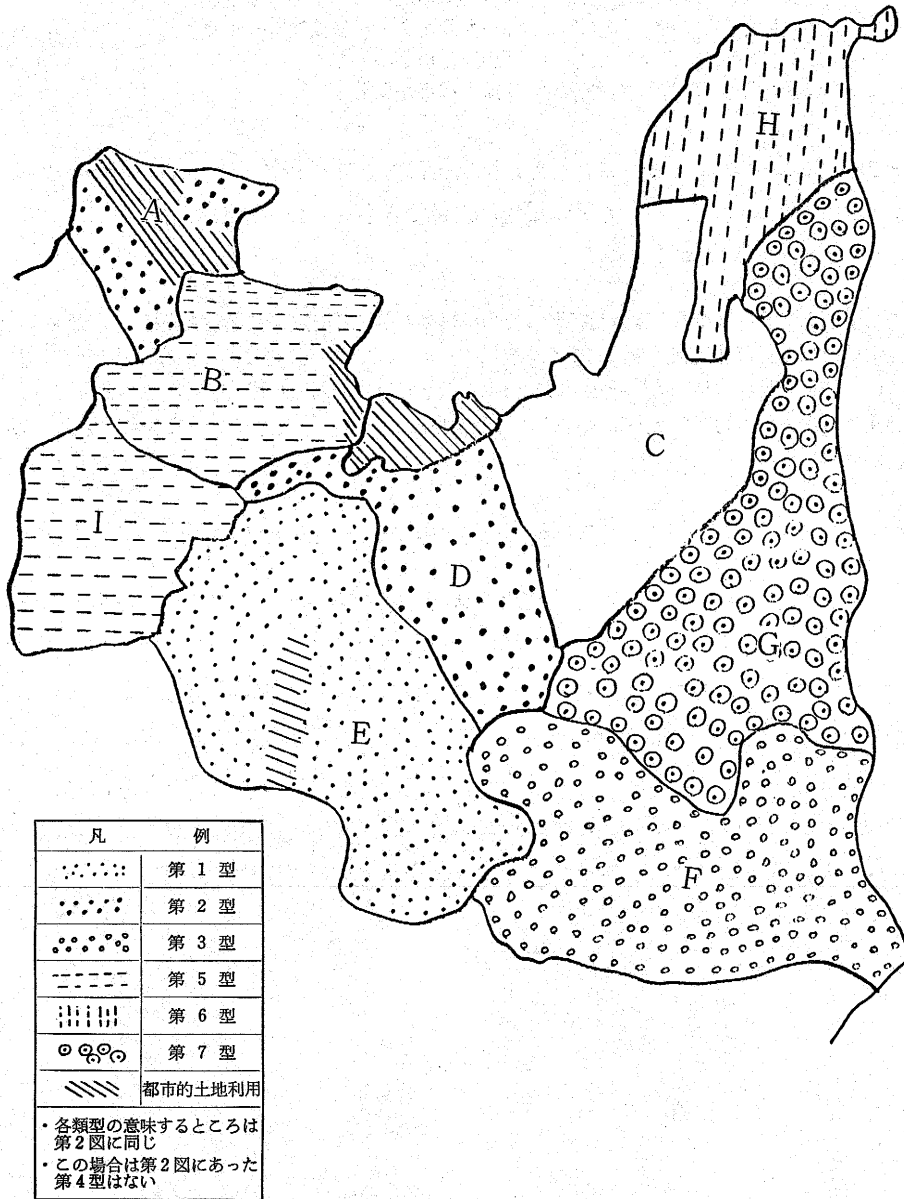 H
A
B
C
I
D
G
E
F
凡 例
第 1 型
第 2 型
第 3 型
第 5 型
第 6 型
第 7 型
都市的土地利用
・各類型の意味するところは
第2図に同じ
・この場合は第2図にあった
第4型はない